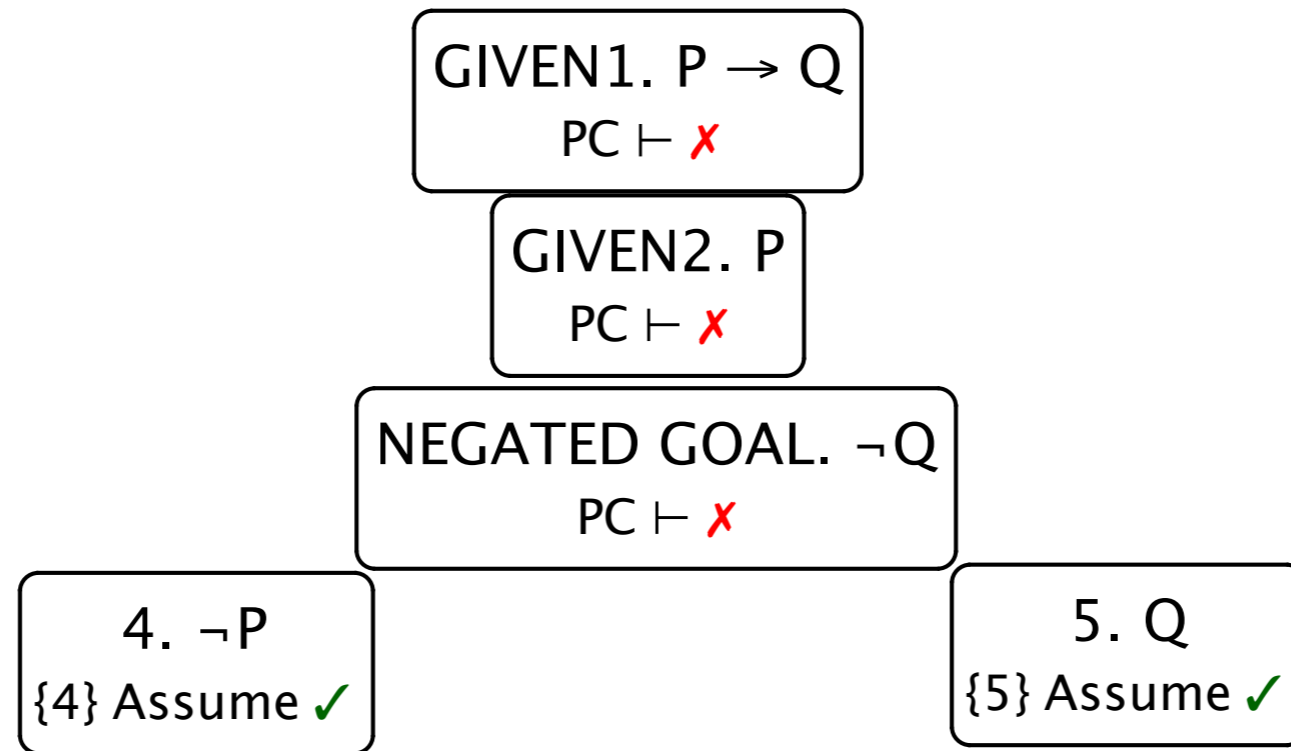 GIVEN1. P → Q
PC ⊢ ✗
GIVEN2. P
PC ⊢ ✗
NEGATED GOAL. ¬Q
PC ⊢ ✗
4. ¬P
{4} Assume ✓
5. Q
{5} Assume ✓